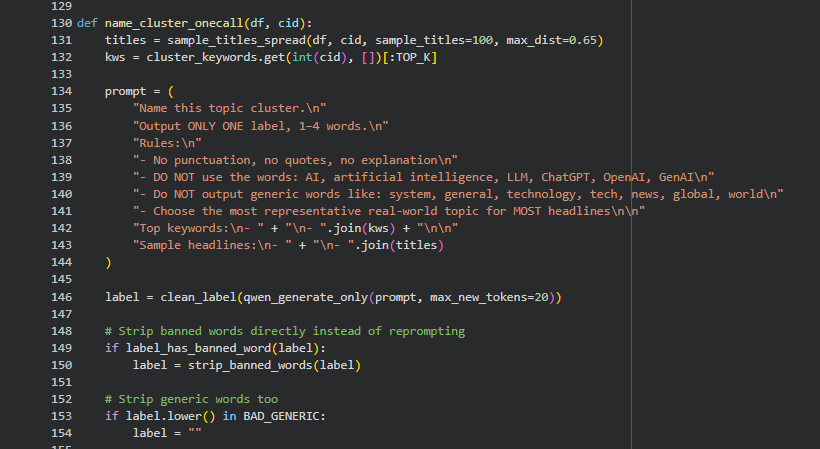 129
130 def name_cluster_onecall(df, cid):
131     titles = sample_titles_spread(df, cid, sample_titles=100, max_dist=0.65)
132     kws = cluster_keywords.get(int(cid), [])[:TOP_K]
133
134     prompt = (
135         "Name this topic cluster.\n"
136         "Output ONLY ONE label, 1–4 words.\n"
137         "Rules:\n"
138         "- No punctuation, no quotes, no explanation\n"
139         "- DO NOT use the words: AI, artificial intelligence, LLM, ChatGPT, OpenAI, GenAI\n"
140         "- Do NOT output generic words like: system, general, technology, tech, news, global, world\n"
141         "- Choose the most representative real-world topic for MOST headlines\n\n"
142         "Top keywords:\n- " + "\n- ".join(kws) + "\n\n"
143         "Sample headlines:\n- " + "\n- ".join(titles)
144     )
145
146     label = clean_label(qwen_generate_only(prompt, max_new_tokens=20))
147
148     # Strip banned words directly instead of reprompting
149     if label_has_banned_word(label):
150         label = strip_banned_words(label)
151
152     # Strip generic words too
153     if label.lower() in BAD_GENERIC:
154         label = ""